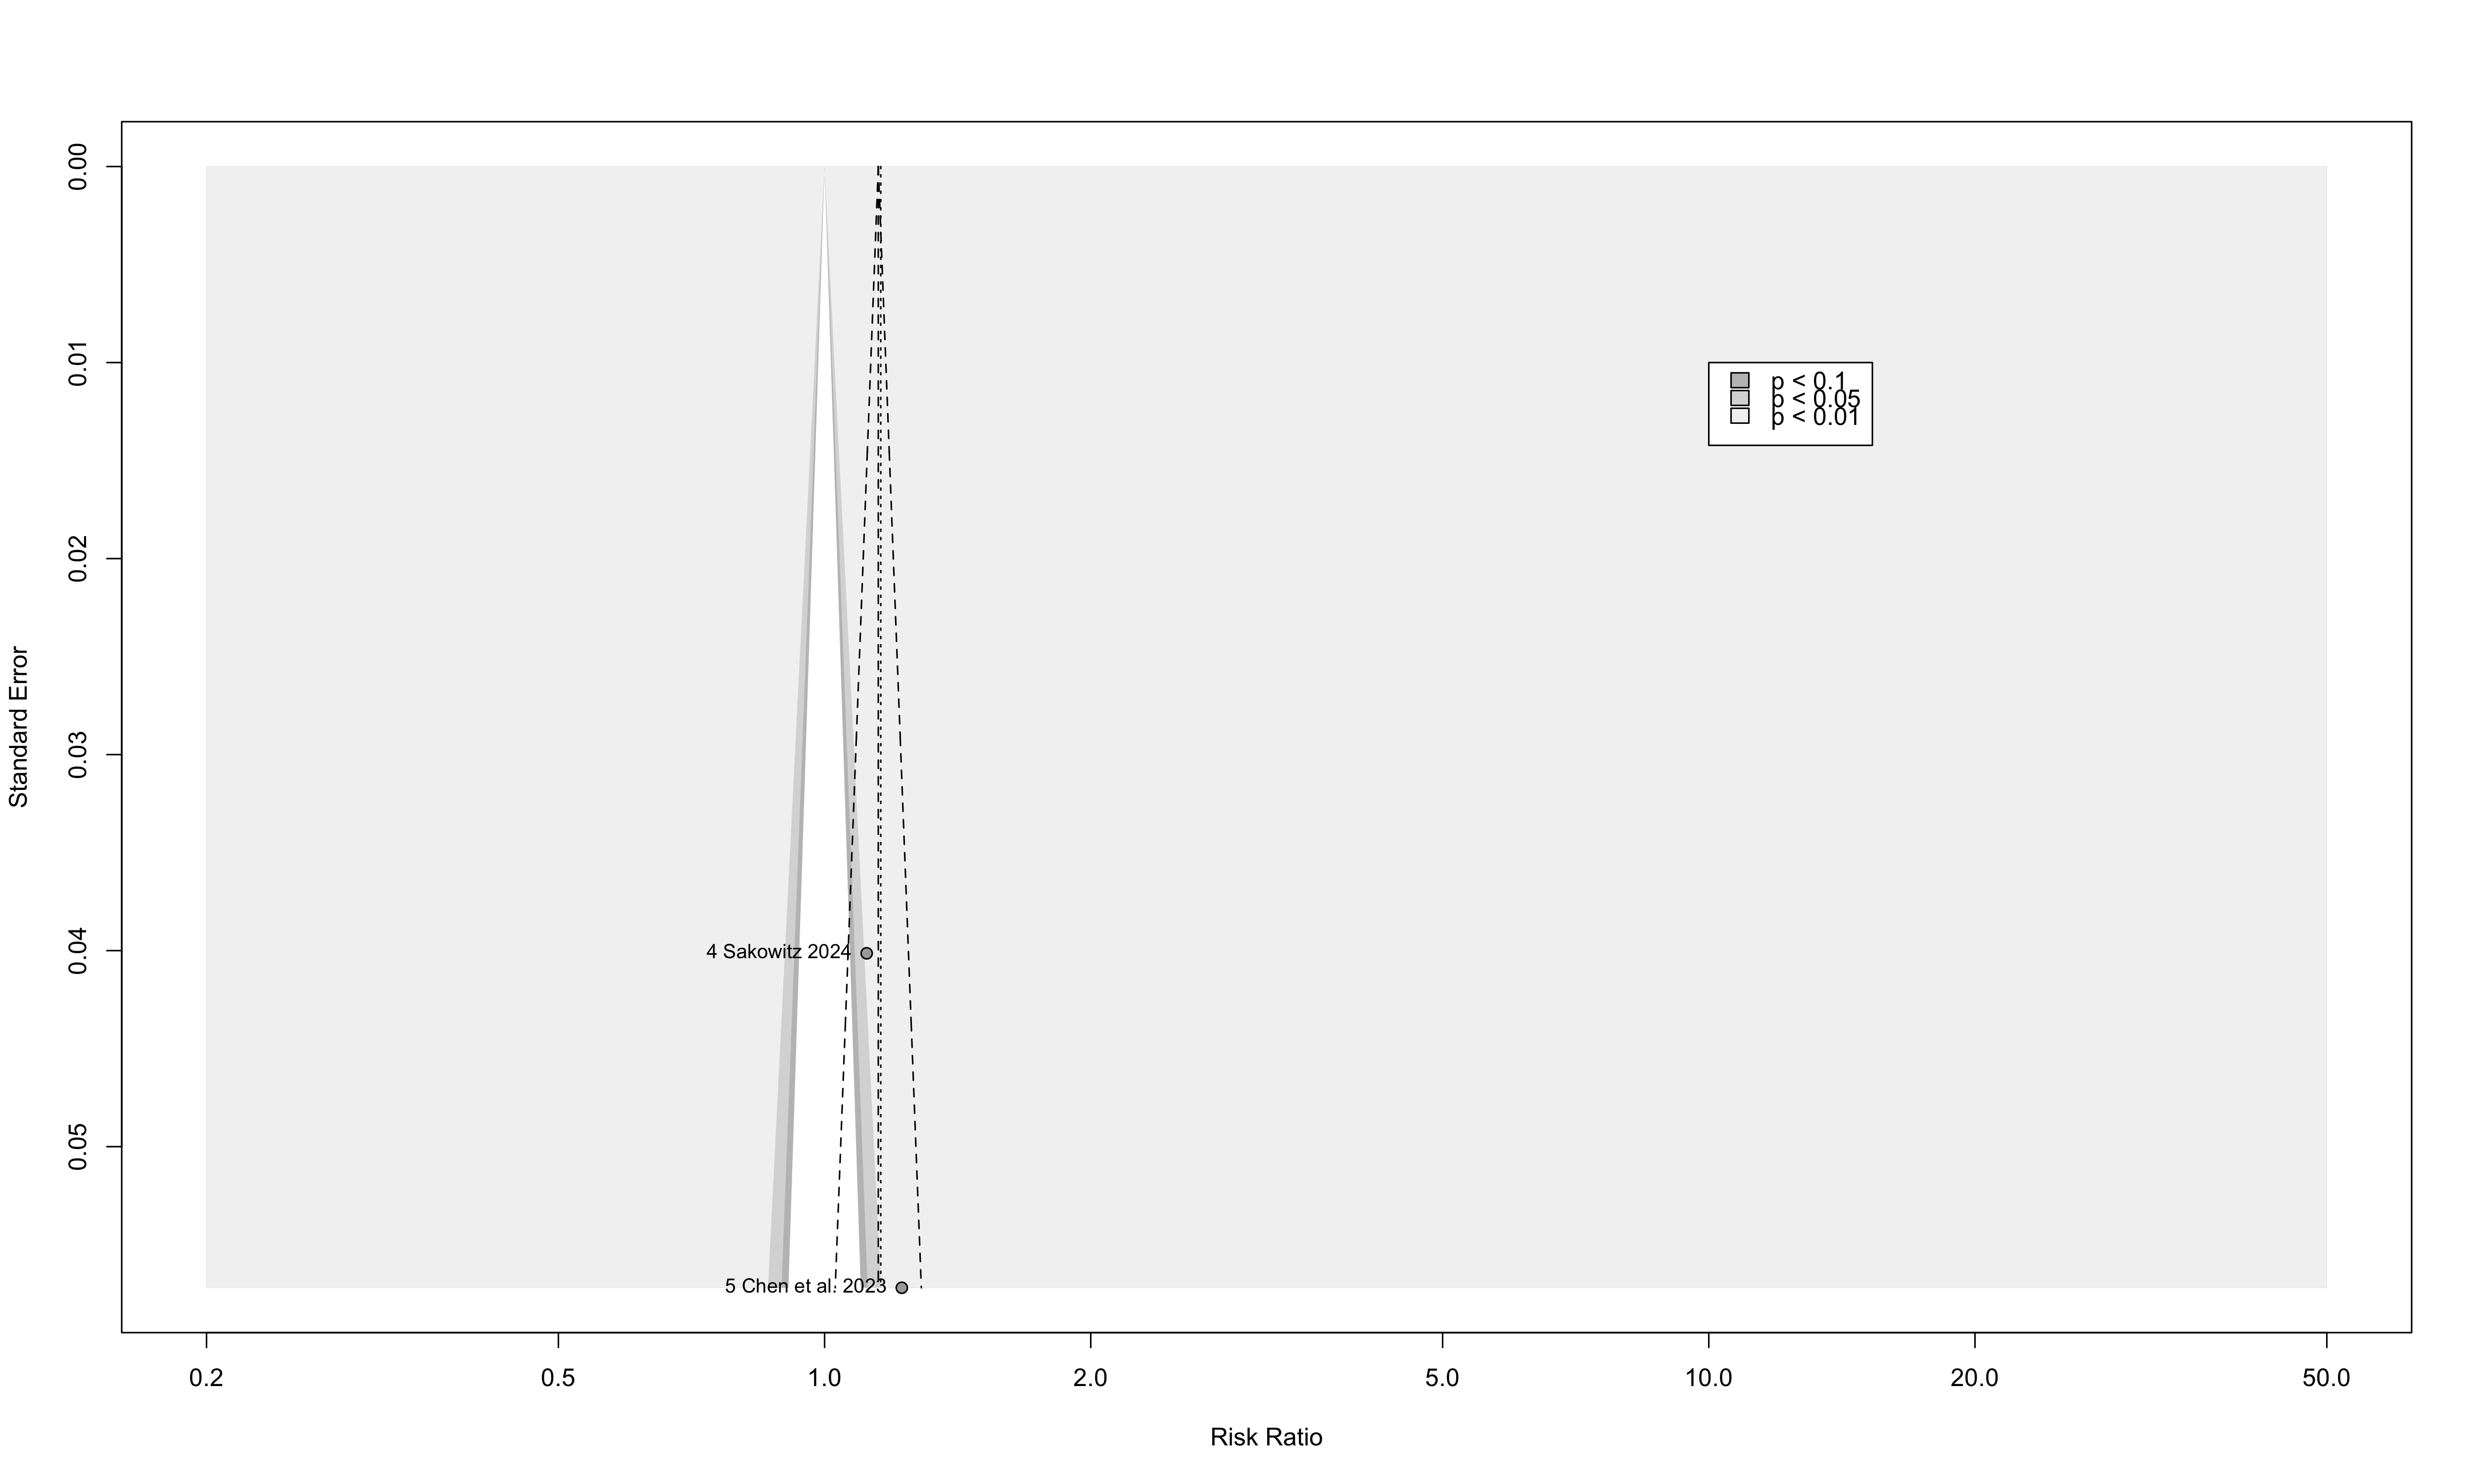 0.00
0.01
0.02
0.03
0.04
0.05
Standard Error
p < 0.1
p < 0.05
p < 0.01
4 Sakowitz 2024
5 Chen et al. 2023
0.2 0.5 1.0 2.0 5.0 10.0 20.0 50.0
Risk Ratio